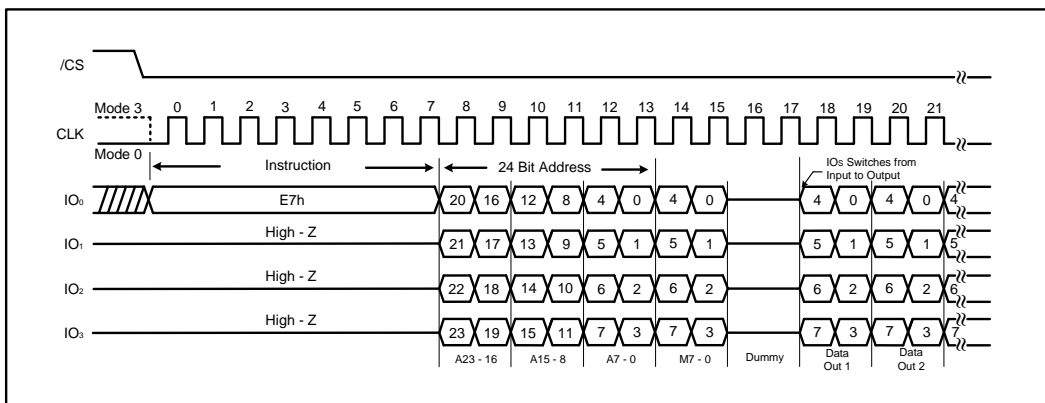 /CS
Mode 3 0 1 2 3 4 5 6 7 8 9 10 11 12 13 14 15 16 17 18 19 20 21
CLK
Mode 0
Instruction 24 Bit Address IOs Switches from
Input to Output
IO0 E7h 20 16 12 8 4 0 4 0 4 0 4 0 4
IO1 High - Z 21 17 13 9 5 1 5 1 5 1 5 1 5
IO2 High - Z 22 18 14 10 6 2 6 2 6 2 6 2 6
IO3 High - Z 23 19 15 11 7 3 7 3 7 3 7 3 7
A23 - 16 A15 - 8 A7 - 0 M7 - 0 Dummy Data Data
Out 1 Out 2